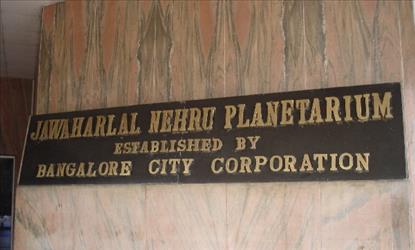 JAWAHARLAL NEHRU PLANETARIUM
ESTABLISHED BY
BANGALORE CITY CORPORATION